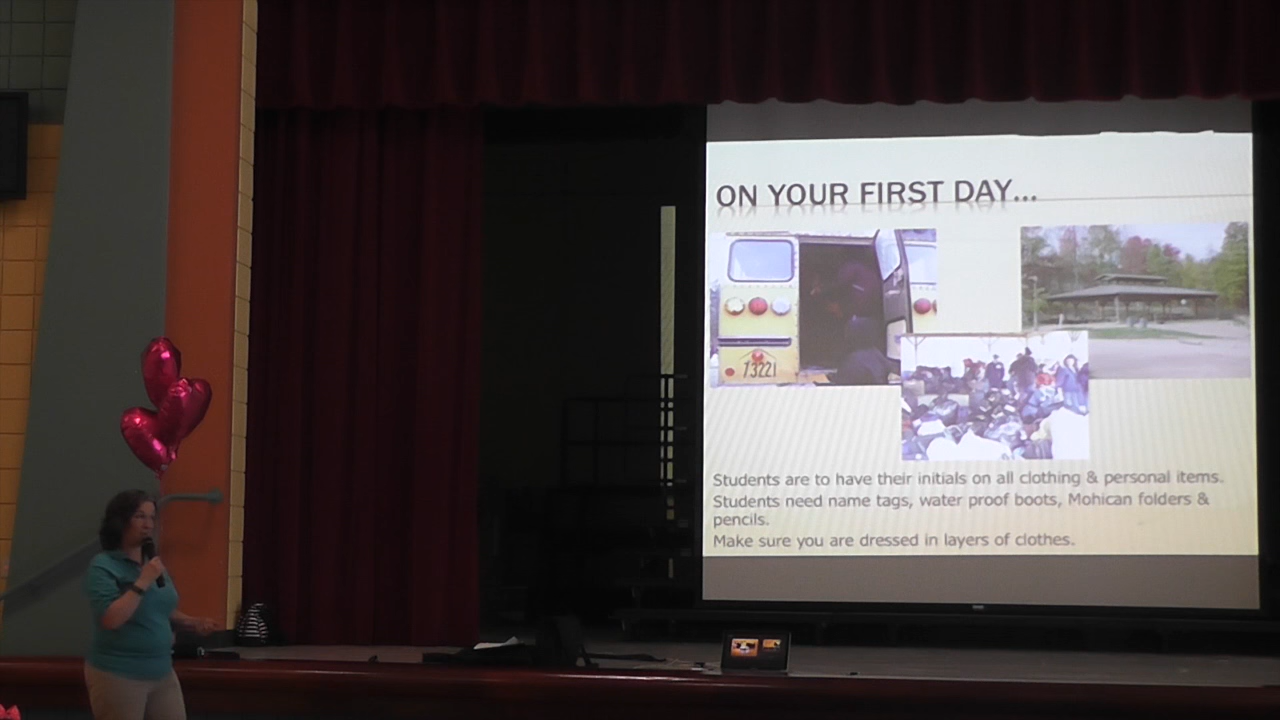 ON YOUR FIRST DAY...
13221
Students are to have their initials on all clothing & personal items.
Students need name tags, water proof boots, Mohican folders &
pencils.
Make sure you are dressed in layers of clothes.